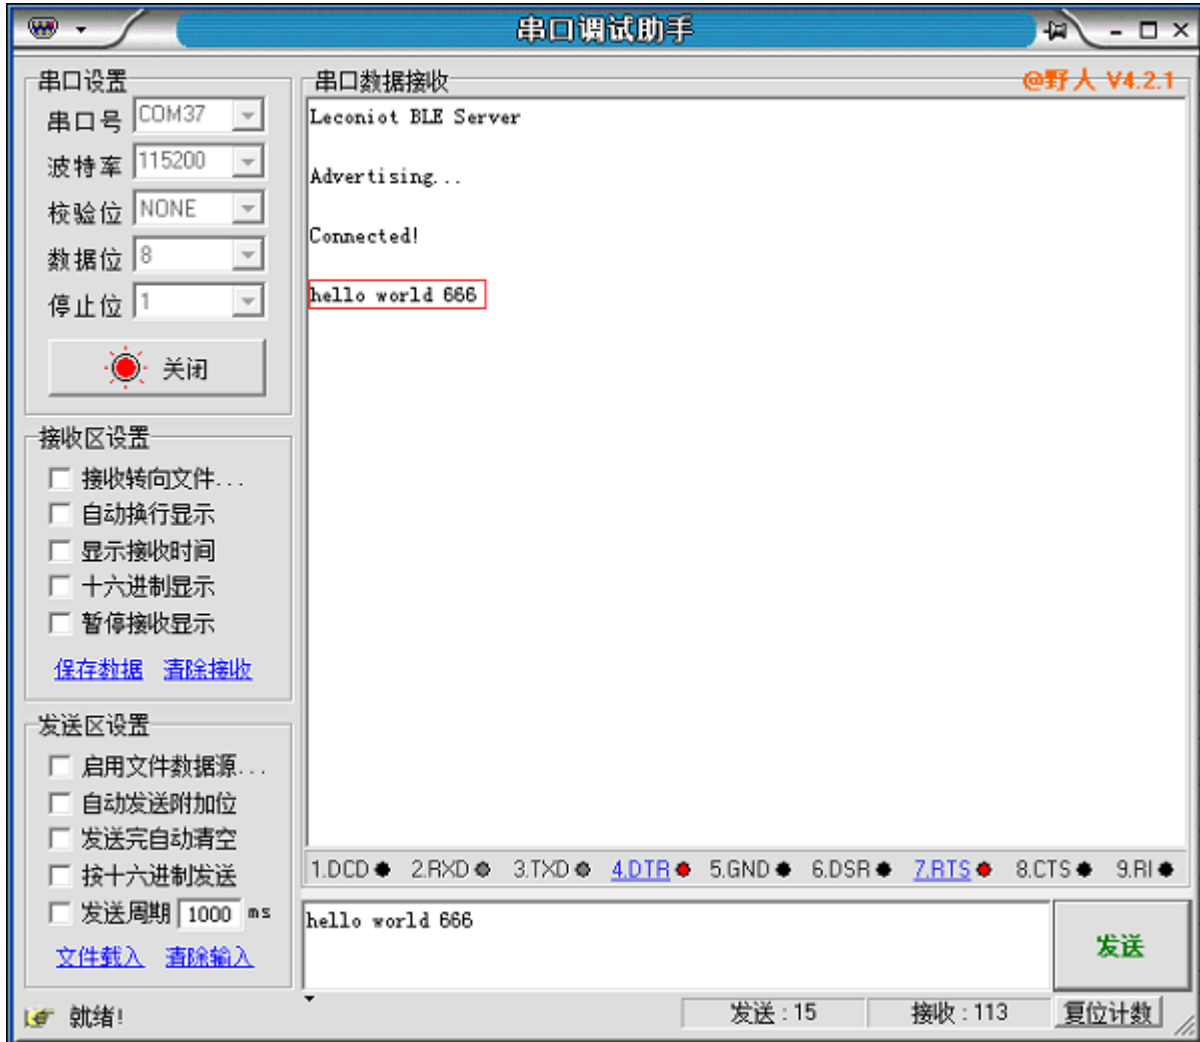 串口调试助手
串口设置
串口号 COM37
波特率 115200
校验位 NONE
数据位 8
停止位 1
关闭
接收区设置
接收转向文件...
自动换行显示
显示接收时间
十六进制显示
暂停接收显示
保存数据 清除接收
发送区设置
启用文件数据源...
自动发送附加位
发送完自动清空
按十六进制发送
发送周期 1000 ms
文件载入 清除输入
串口数据接收 @野人 V4.2.1
Leconiot BLE Server
Advertising...
Connected!
hello world 666
1.DCD 2.RXD 3.TXD 4.DTR 5.GND 6.DSR 7.RTS 8.CTS 9.RI
hello world 666
发送
就绪! 发送 : 15 接收 : 113 复位计数